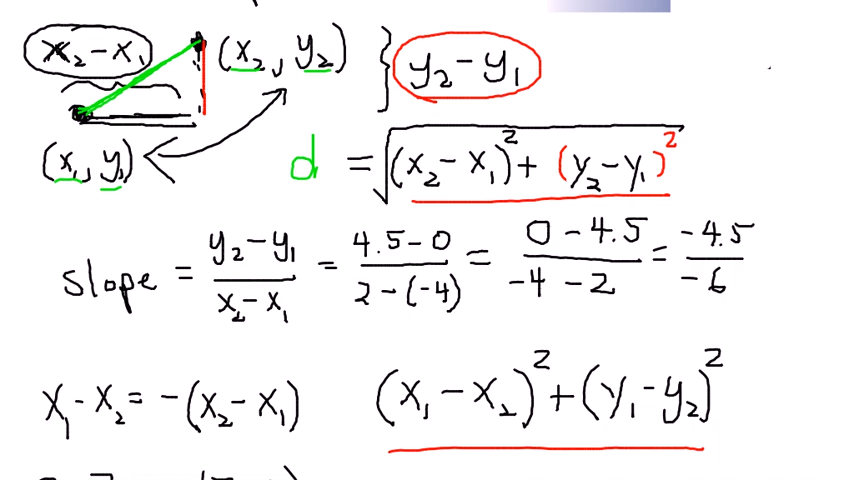 x₂ - x₁ (x₂, y₂) } y₂ - y₁
(x₁, y₁) d = √((x₂ - x₁)² + (y₂ - y₁)²)
slope = (y₂ - y₁)/(x₂ - x₁) = (4.5 - 0)/(2 - (-4)) = (0 - 4.5)/(-4 - 2) = (-4.5)/(-6)
x₁ - x₂ = -(x₂ - x₁) (x₁ - x₂)² + (y₁ - y₂)²